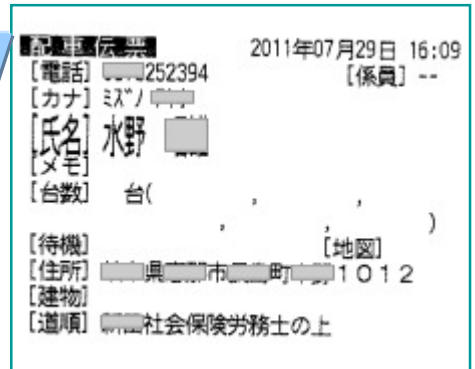 配車伝票 2011年07月29日 16:09
[電話] 252394 [係員] --
[カナ] ミズノ
[氏名] 水野
[メモ]
[台数] 台( , ,
, , )
[待機] [地図]
[住所] 県 市 町 1012
[建物]
[道順] 社会保険労務士の上